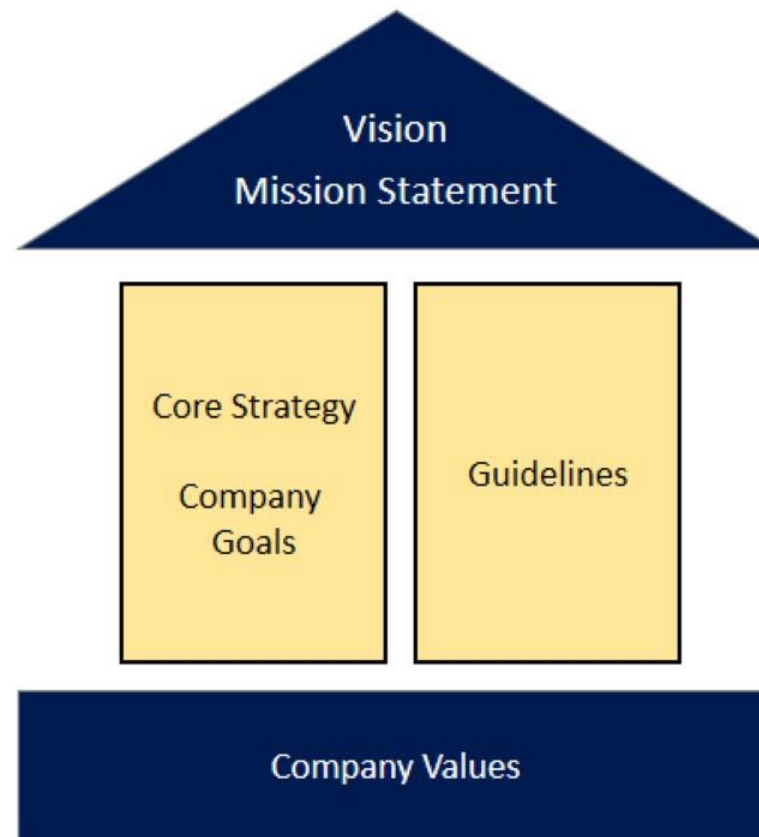 Vision
Mission Statement
Core Strategy
Company
Goals
Guidelines
Company Values